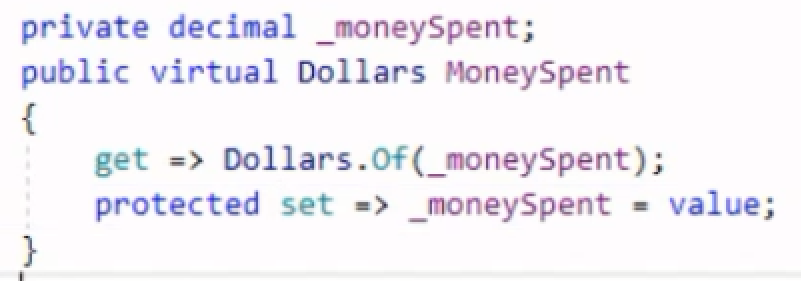 private decimal _moneySpent;
public virtual Dollars MoneySpent
{
get => Dollars.Of(_moneySpent);
protected set => _moneySpent = value;
}